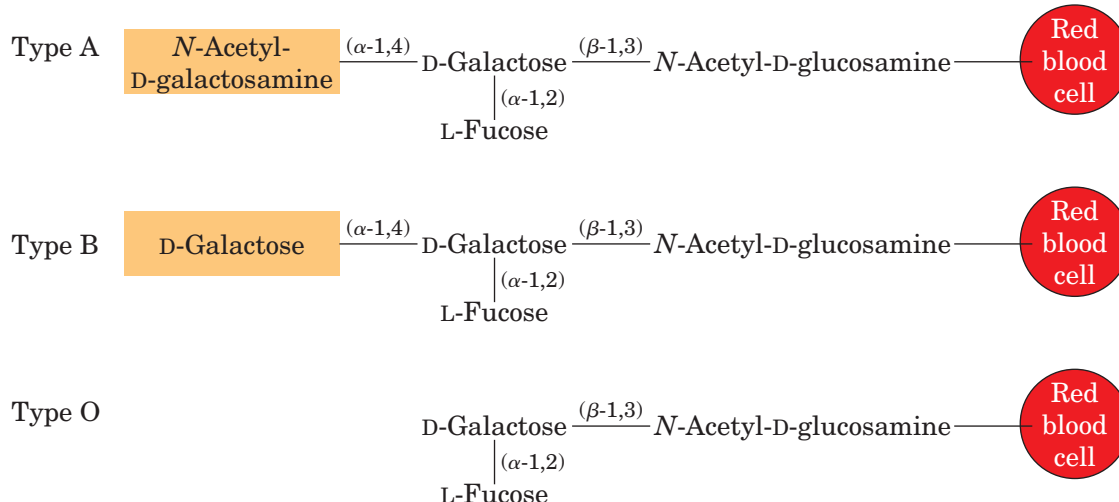 Type A
N-Acetyl-
D-galactosamine
(α-1,4)
D-Galactose
(β-1,3)
N-Acetyl-D-glucosamine
Red
blood
cell
(α-1,2)
L-Fucose
Type B
D-Galactose
(α-1,4)
D-Galactose
(β-1,3)
N-Acetyl-D-glucosamine
Red
blood
cell
(α-1,2)
L-Fucose
Type O
D-Galactose
(β-1,3)
N-Acetyl-D-glucosamine
Red
blood
cell
(α-1,2)
L-Fucose